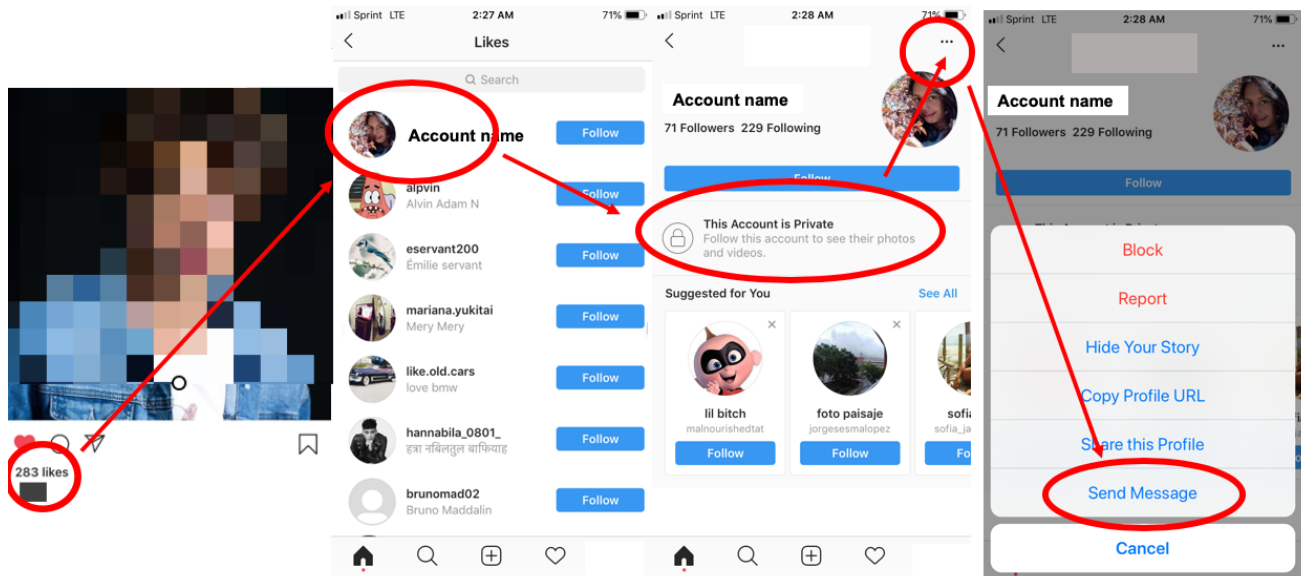 283 likes
Sprint LTE 2:27 AM 71%
Likes
Search
Account name Follow
alpvin
Alvin Adam N
Follow
eservant200
Émilie servant
Follow
mariana.yukitai
Mery Mery
Follow
like.old.cars
love bmw
Follow
hannabila_0801_
हत्रा नबिलतुल बाफियाह
Follow
brunomad02
Bruno Maddalin
Follow
Sprint LTE 2:28 AM 71%
Account name
71 Followers 229 Following
Follow
This Account is Private
Follow this account to see their photos
and videos.
Suggested for You See All
lil bitch
malnourishedtat
Follow
foto paisaje
jorgesesmalopez
Follow
sofia
sofia_ja
Fo
Sprint LTE 2:28 AM 71%
Account name
71 Followers 229 Following
Follow
Block
Report
Hide Your Story
Copy Profile URL
Share this Profile
Send Message
Cancel